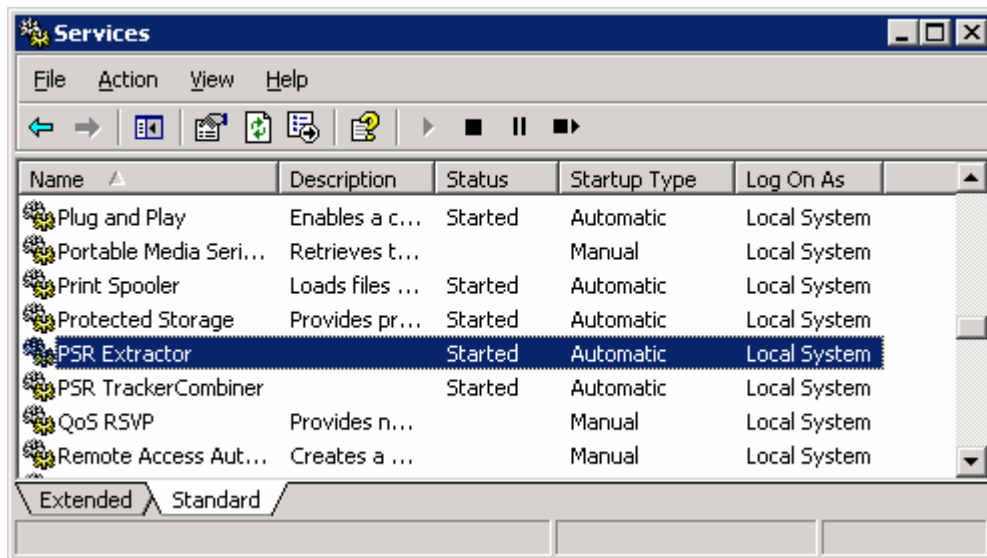 Services
File Action View Help
Name Description Status Startup Type Log On As
Plug and Play Enables a c... Started Automatic Local System
Portable Media Seri... Retrieves t... Manual Local System
Print Spooler Loads files ... Started Automatic Local System
Protected Storage Provides pr... Started Automatic Local System
PSR Extractor Started Automatic Local System
PSR TrackerCombiner Started Automatic Local System
QoS RSVP Provides n... Manual Local System
Remote Access Aut... Creates a ... Manual Local System
Extended Standard